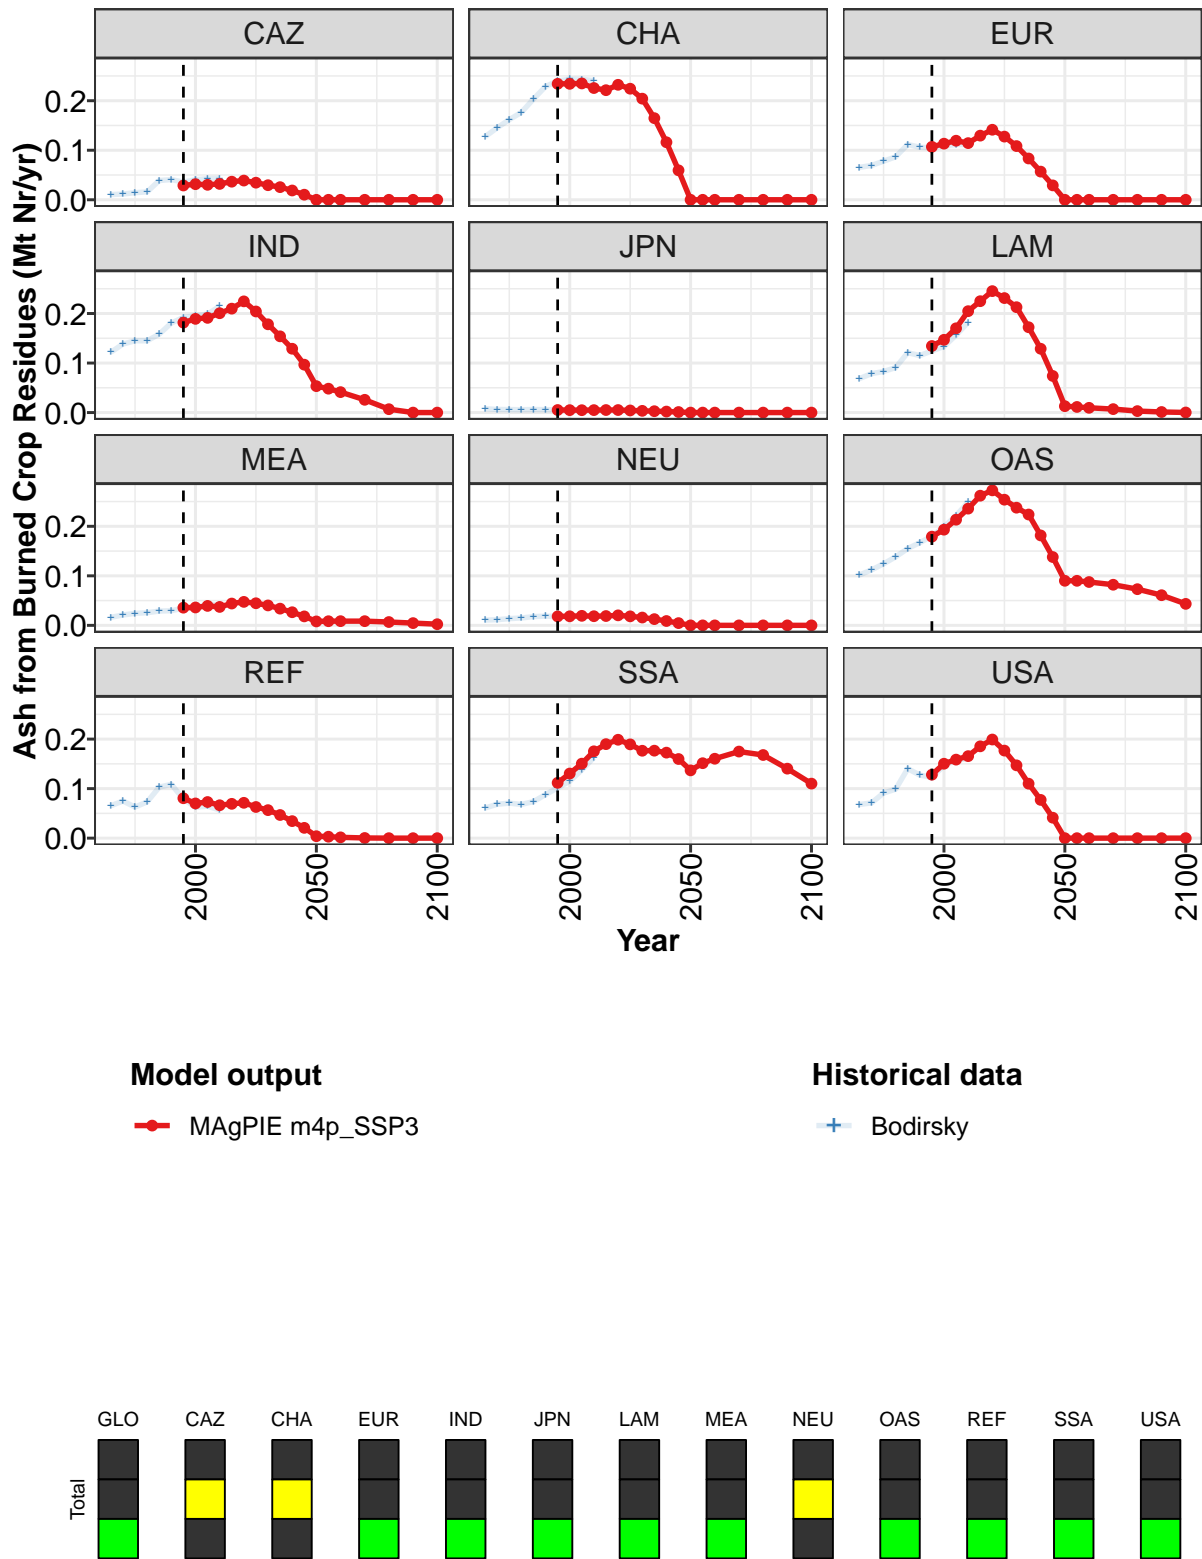 CAZ CHA EUR
0.2
0.1
0.0
IND JPN LAM
0.2
0.1
0.0
MEA NEU OAS
0.2
0.1
0.0
REF SSA USA
0.2
0.1
0.0
Ash from Burned Crop Residues (Mt Nr/yr)
2000 2050 2100 2000 2050 2100 2000 2050 2100
Year
Model output Historical data
MAgPIE m4p_SSP3 Bodirsky
GLO CAZ CHA EUR IND JPN LAM MEA NEU OAS REF SSA USA
Total